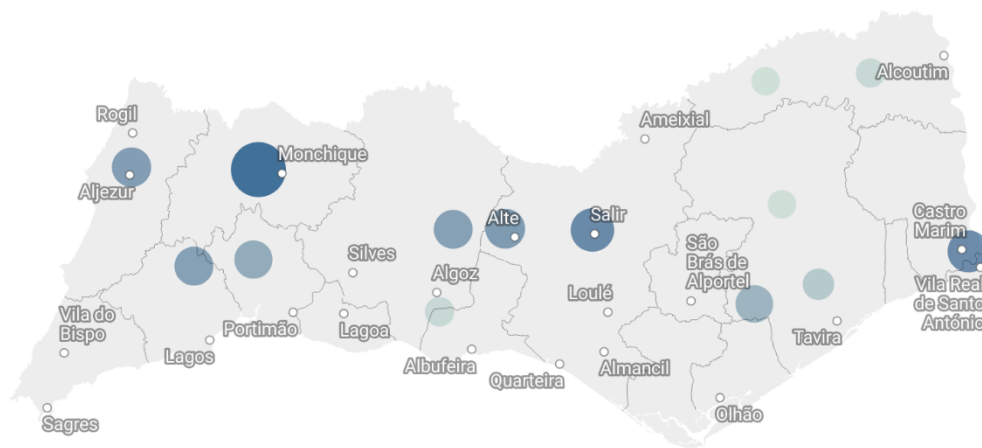 Alcoutim
Rogil
Ameixial
Monchique
Aljezur
Alte
Salir
Castro
Marim
São
Brás de
Alportel
Silves
Algoz
Loulé
Vila Real
de Santo
António
Vila do
Bispo
Portimão
Lagoa
Tavira
Lagos
Albufeira
Almancil
Quarteira
Olhão
Sagres